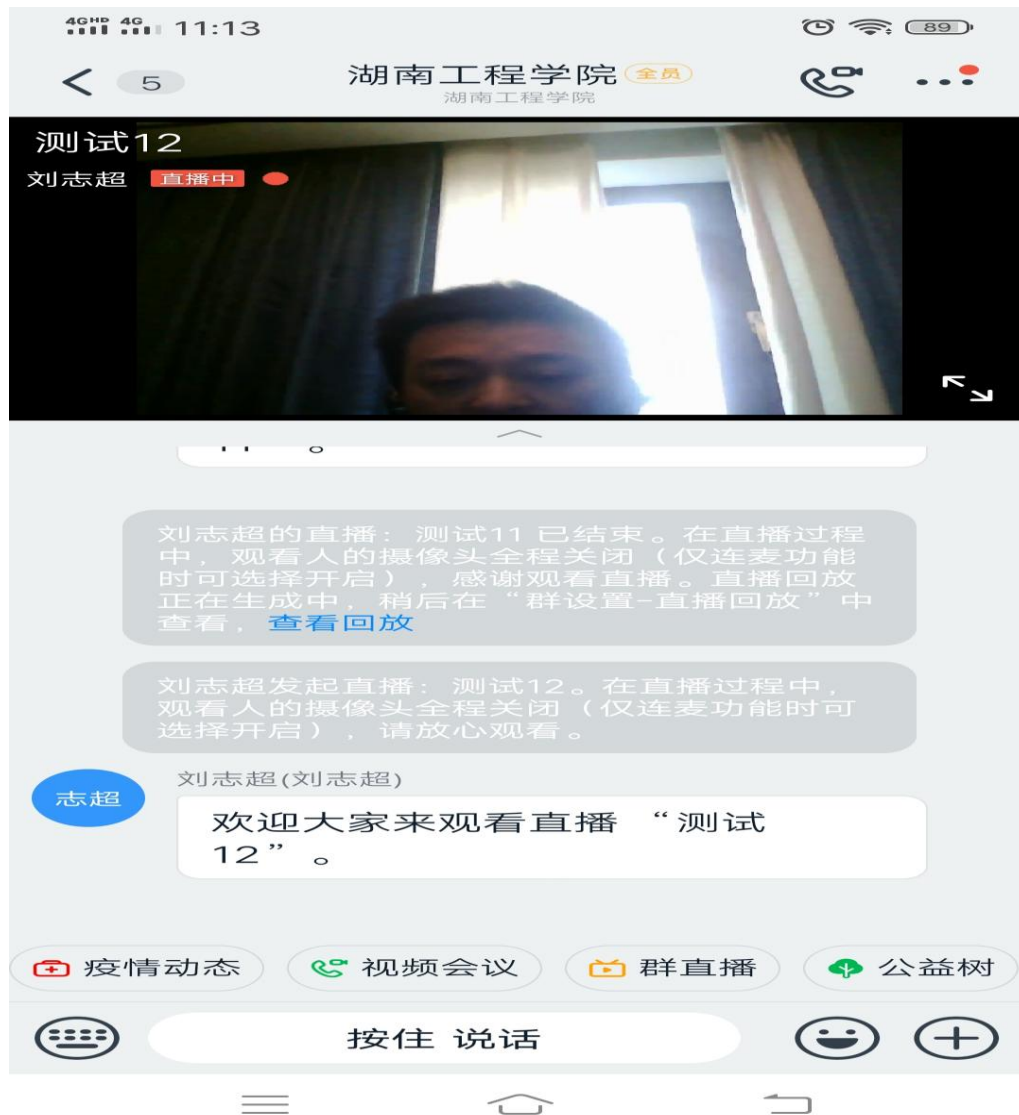 4GHD 4G 11:13 89
5 湖南工程学院 全员
湖南工程学院
测试12
刘志超 直播中
刘志超的直播：测试11 已结束。在直播过程
中，观看人的摄像头全程关闭（仅连麦功能
时可选择开启），感谢观看直播。直播回放
正在生成中，稍后在“群设置-直播回放”中
查看，查看回放
刘志超发起直播：测试12。在直播过程中，
观看人的摄像头全程关闭（仅连麦功能时可
选择开启），请放心观看。
刘志超(刘志超)
志超
欢迎大家来观看直播 “测试
12”。
疫情动态 视频会议 群直播 公益树
按住 说话